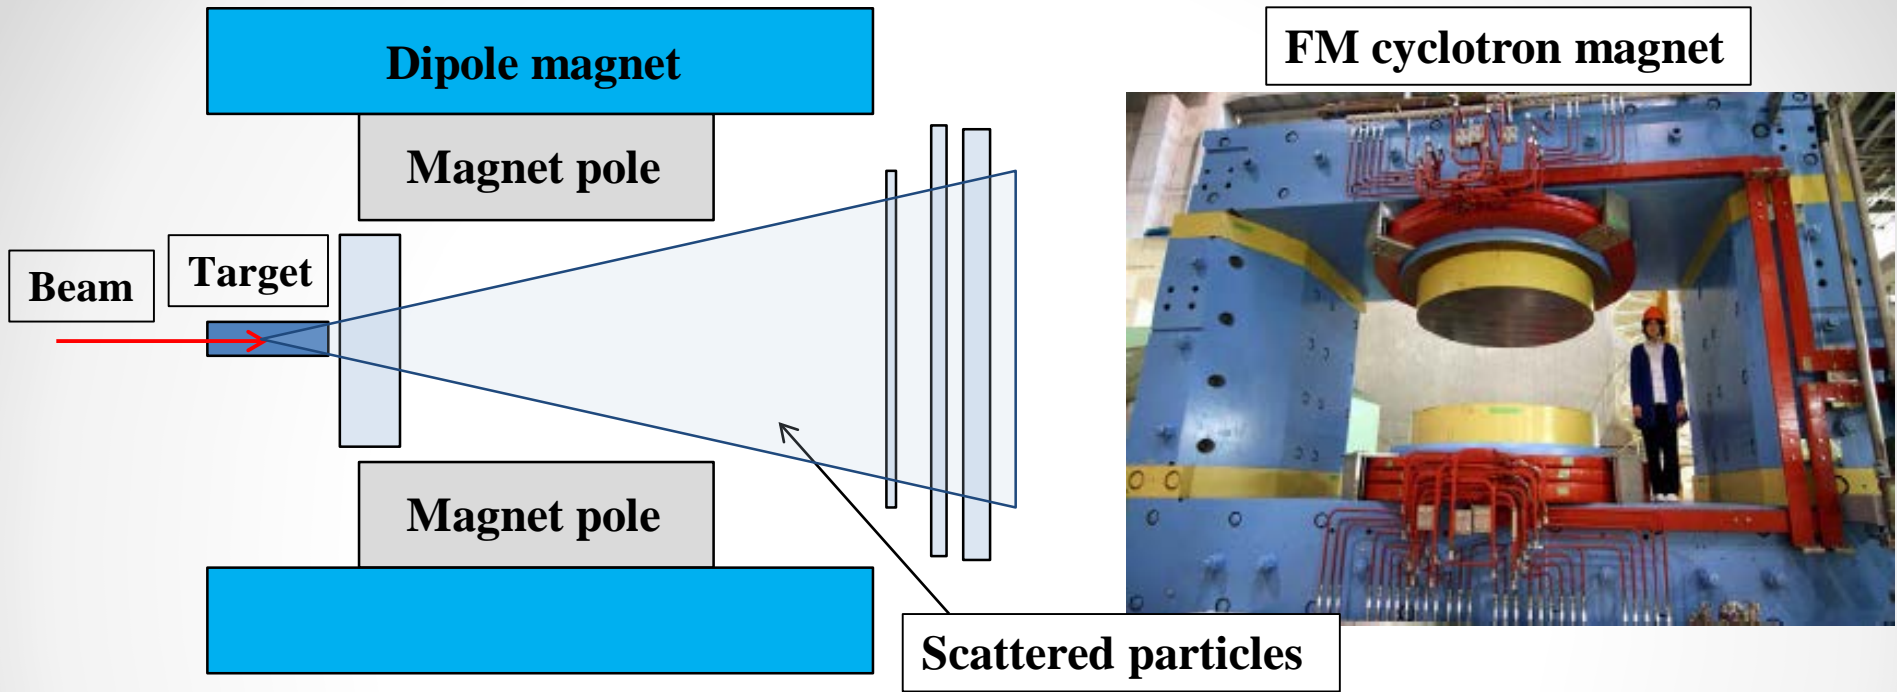 Dipole magnet
FM cyclotron magnet
Magnet pole
Beam
Target
Magnet pole
Scattered particles